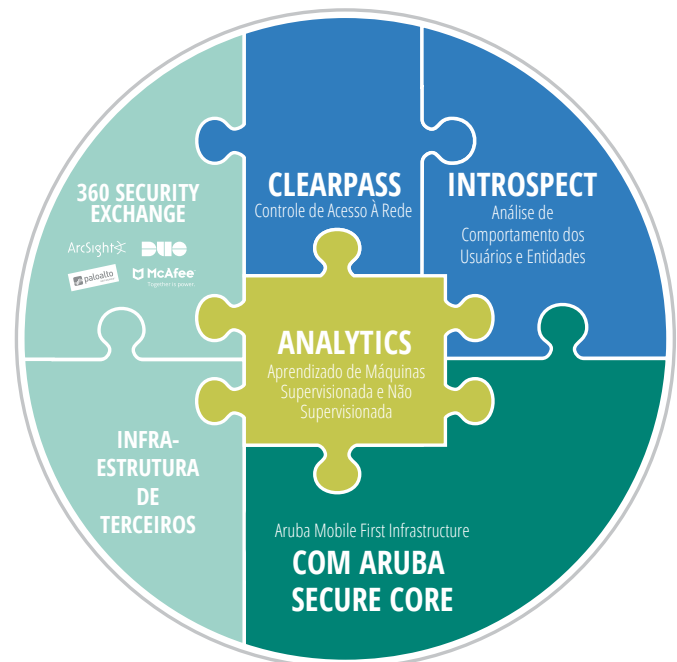 360 SECURITY
EXCHANGE
ArcSight
DUO
paloalto
McAfee
Together is power.
CLEARPASS
Controle de Acesso À Rede
INTROSPECT
Análise de
Comportamento dos
Usuários e Entidades
ANALYTICS
Aprendizado de Máquinas
Supervisionada e Não
Supervisionada
INFRA-
ESTRUTURA
DE
TERCEIROS
Aruba Mobile First Infrastructure
COM ARUBA
SECURE CORE